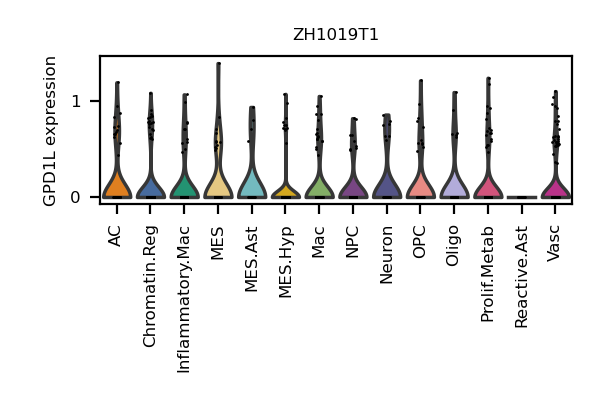 ZH1019T1
GPD1L expression
1
0
AC
Chromatin.Reg
Inflammatory.Mac
MES
MES.Ast
MES.Hyp
Mac
NPC
Neuron
OPC
Oligo
Prolif.Metab
Reactive.Ast
Vasc